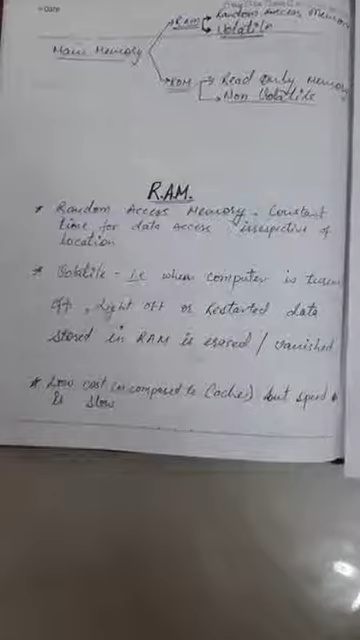 Date
RAM → Random Access Memory
→ Volatile
Main Memory
ROM → Read Only Memory
→ Non Volatile
R.A.M.
* Random Access Memory - Constant
time for data access irrespective of
location
* Volatile - i.e when computer is turn
off, Light off or Restarted data
stored in RAM is erased / vanished
* Low cost (as compared to Cache) but speed
is slow